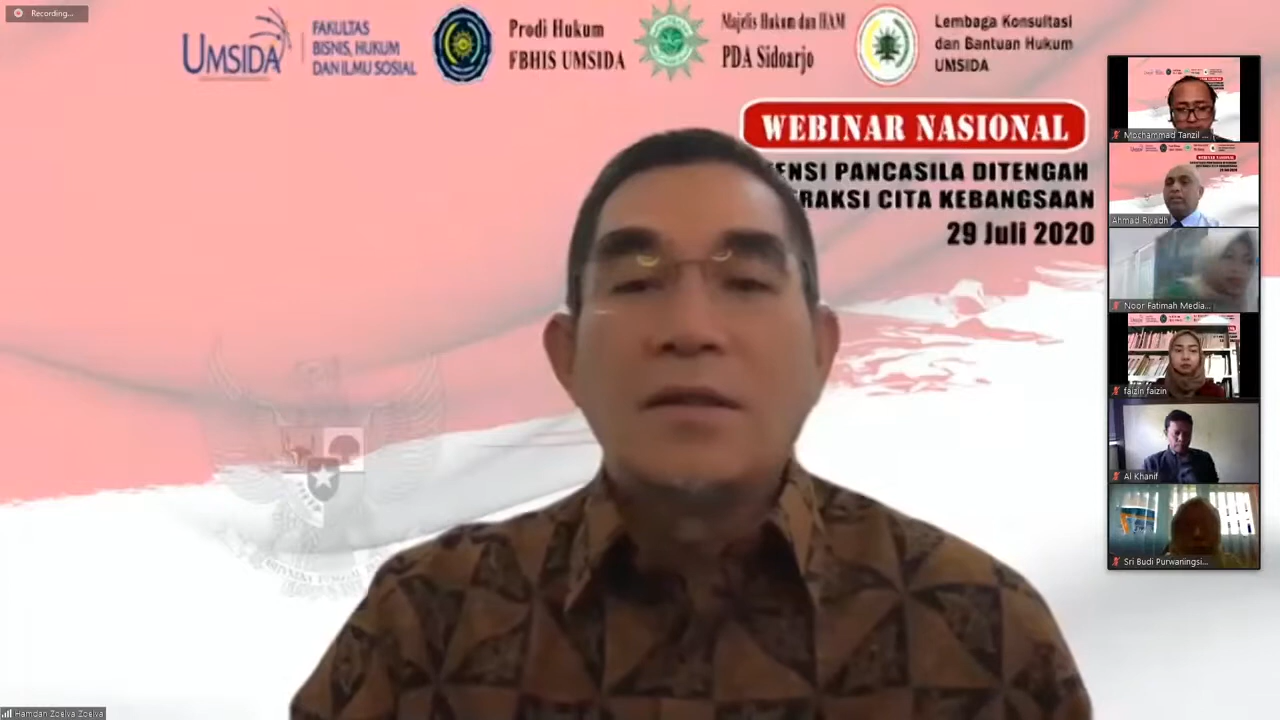 Recording...
UMSIDA
FAKULTAS
BISNIS, HUKUM
DAN ILMU SOSIAL
Prodi Hukum
FBHIS UMSIDA
Majelis Hukum dan HAM
PDA Sidoarjo
Lembaga Konsultasi
dan Bantuan Hukum
UMSIDA
WEBINAR NASIONAL
ENSI PANCASILA DITENGAH
RAKSI CITA KEBANGSAAN
29 Juli 2020
Mochammad Tanzil ...
Ahmad Riyadh
Noor Fatimah Media...
faizin faizin
Al Khanif
Sri Budi Purwaningsi...
Hamdan Zoelva Zoelva